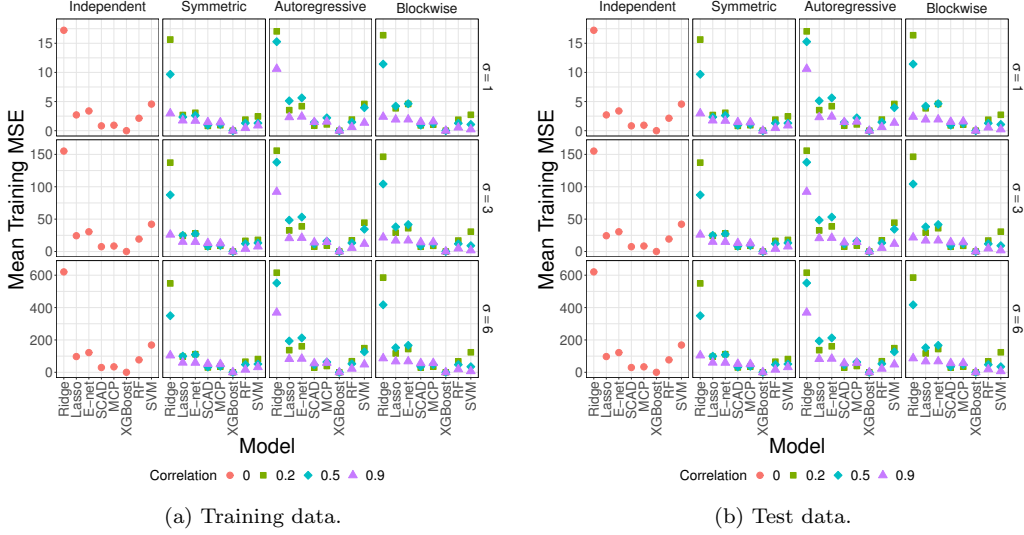 Independent Symmetric Autoregressive Blockwise
Mean Training MSE
15
10
5
0
σ = 1
150
100
50
0
σ = 3
600
400
200
0
σ = 6
Ridge Lasso E−net SCAD MCP XGBoost RF SVM Ridge Lasso E−net SCAD MCP XGBoost RF SVM Ridge Lasso E−net SCAD MCP XGBoost RF SVM Ridge Lasso E−net SCAD MCP XGBoost RF SVM
Model
Correlation 0 0.2 0.5 0.9
(a) Training data.
Independent Symmetric Autoregressive Blockwise
Mean Training MSE
15
10
5
0
σ = 1
150
100
50
0
σ = 3
600
400
200
0
σ = 6
Ridge Lasso E−net SCAD MCP XGBoost RF SVM Ridge Lasso E−net SCAD MCP XGBoost RF SVM Ridge Lasso E−net SCAD MCP XGBoost RF SVM Ridge Lasso E−net SCAD MCP XGBoost RF SVM
Model
Correlation 0 0.2 0.5 0.9
(b) Test data.